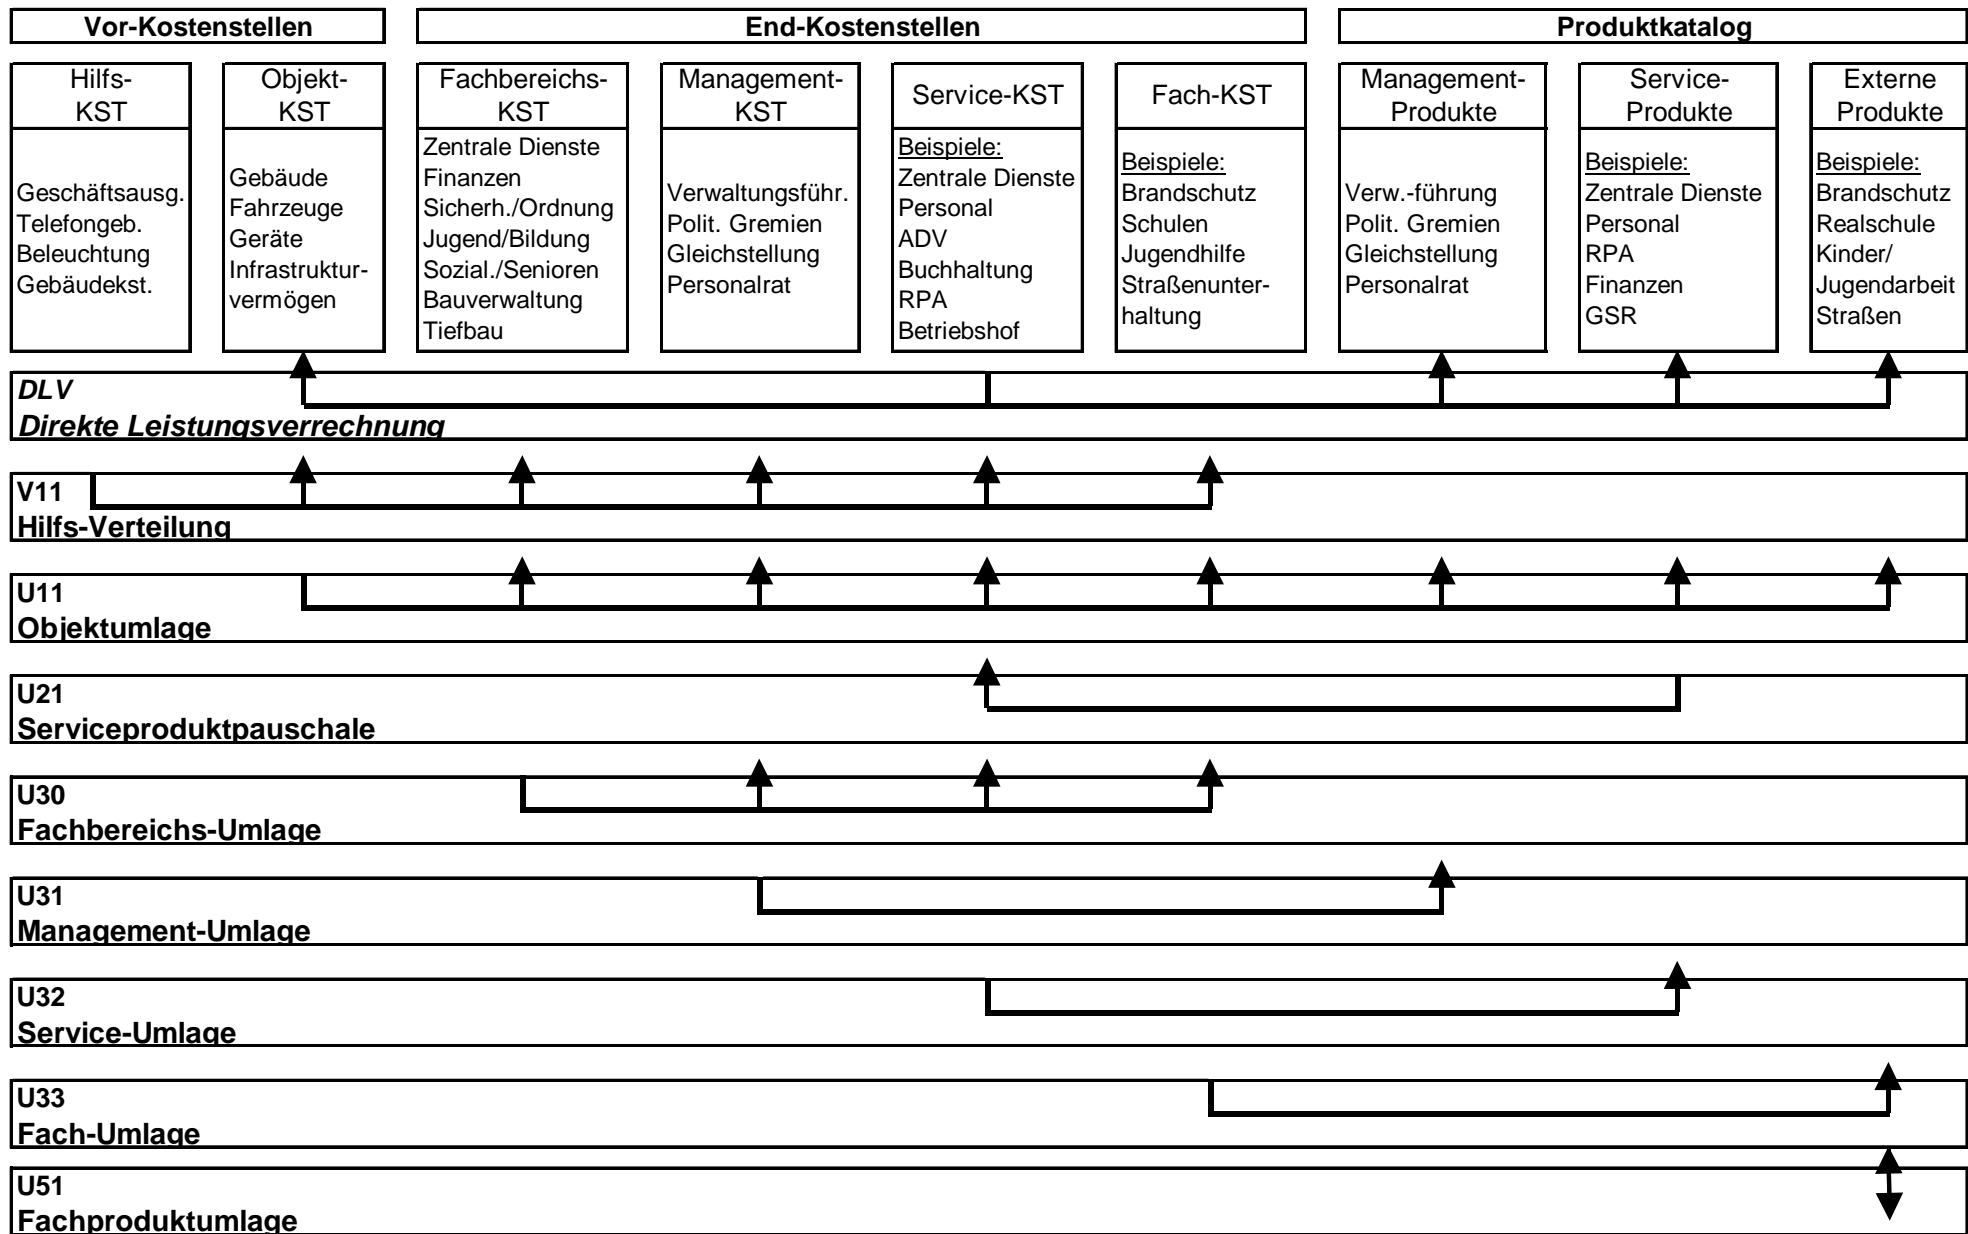 Vor-Kostenstellen
End-Kostenstellen
Produktkatalog
Hilfs-
KST
Geschäftsausg.
Telefongeb.
Beleuchtung
Gebäudekst.
Objekt-
KST
Gebäude
Fahrzeuge
Geräte
Infrastruktur-
vermögen
Fachbereichs-
KST
Zentrale Dienste
Finanzen
Sicherh./Ordnung
Jugend/Bildung
Sozial./Senioren
Bauverwaltung
Tiefbau
Management-
KST
Verwaltungsführ.
Polit. Gremien
Gleichstellung
Personalrat
Service-KST
Beispiele:
Zentrale Dienste
Personal
ADV
Buchhaltung
RPA
Betriebshof
Fach-KST
Beispiele:
Brandschutz
Schulen
Jugendhilfe
Straßenunter-
haltung
Management-
Produkte
Verw.-führung
Polit. Gremien
Gleichstellung
Personalrat
Service-
Produkte
Beispiele:
Zentrale Dienste
Personal
RPA
Finanzen
GSR
Externe
Produkte
Beispiele:
Brandschutz
Realschule
Kinder/
Jugendarbeit
Straßen
DLV
Direkte Leistungsverrechnung
V11
Hilfs-Verteilung
U11
Objektumlage
U21
Serviceproduktpauschale
U30
Fachbereichs-Umlage
U31
Management-Umlage
U32
Service-Umlage
U33
Fach-Umlage
U51
Fachproduktumlage